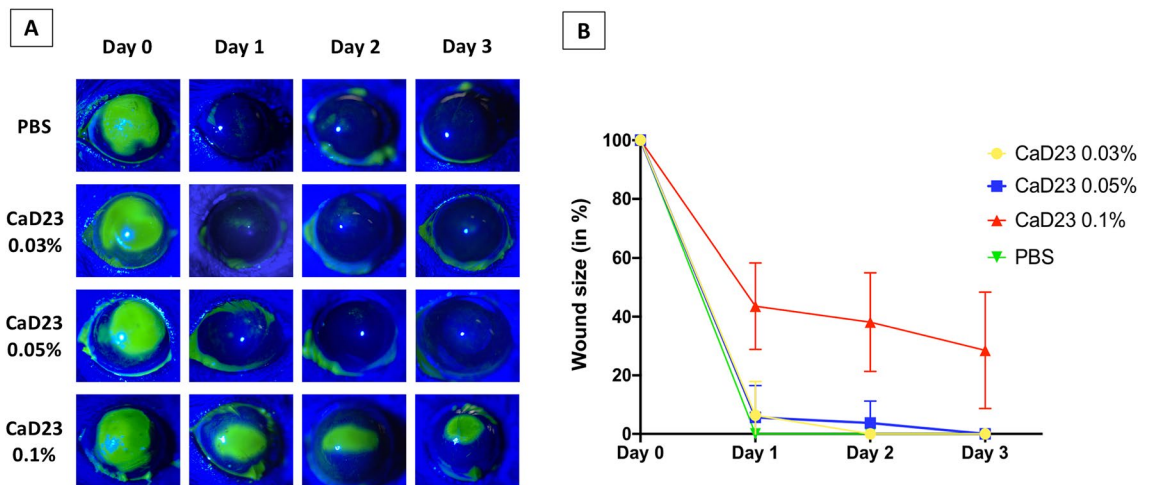 A
Day 0 Day 1 Day 2 Day 3
PBS
CaD23
0.03%
CaD23
0.05%
CaD23
0.1%
B
Wound size (in %)
100
80
60
40
20
0
Day 0 Day 1 Day 2 Day 3
CaD23 0.03%
CaD23 0.05%
CaD23 0.1%
PBS